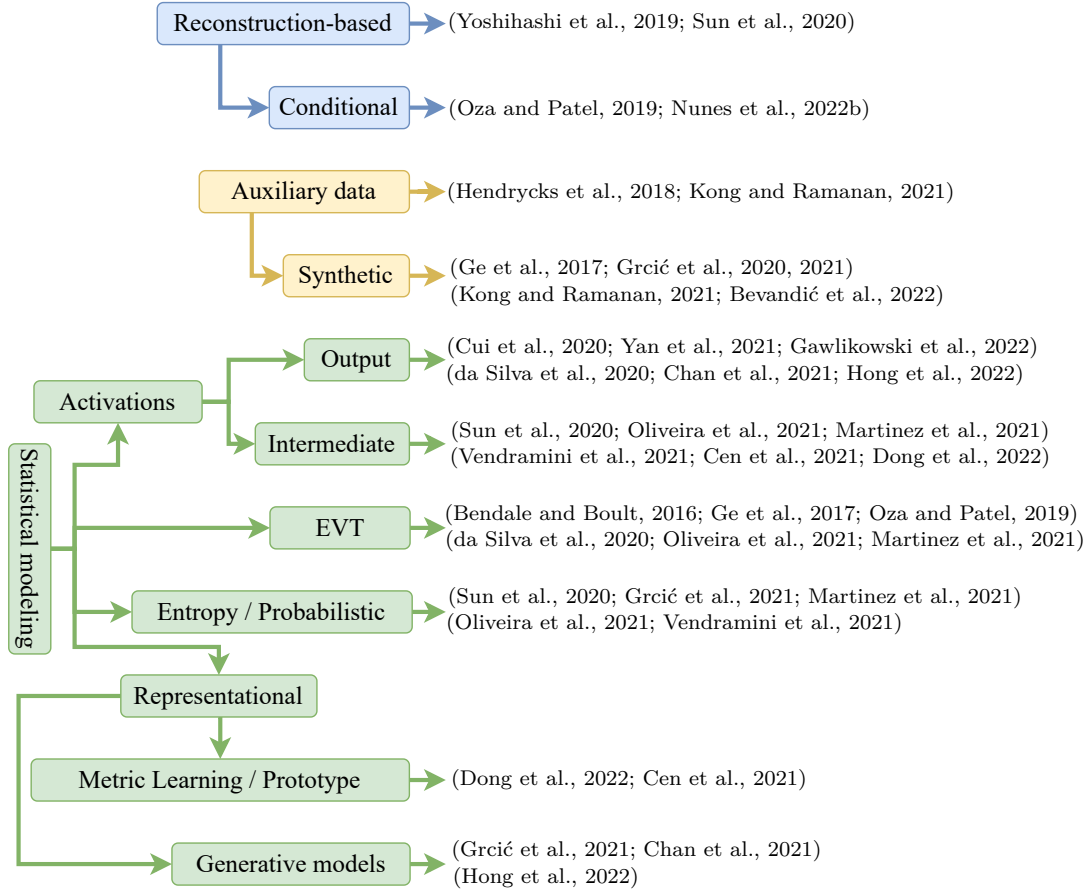 Reconstruction-based
(Yoshihashi et al., 2019; Sun et al., 2020)
Conditional
(Oza and Patel, 2019; Nunes et al., 2022b)
Auxiliary data
(Hendrycks et al., 2018; Kong and Ramanan, 2021)
Synthetic
(Ge et al., 2017; Grcić et al., 2020, 2021)
(Kong and Ramanan, 2021; Bevandić et al., 2022)
Statistical modeling
Activations
Output
(Cui et al., 2020; Yan et al., 2021; Gawlikowski et al., 2022)
(da Silva et al., 2020; Chan et al., 2021; Hong et al., 2022)
Intermediate
(Sun et al., 2020; Oliveira et al., 2021; Martinez et al., 2021)
(Vendramini et al., 2021; Cen et al., 2021; Dong et al., 2022)
EVT
(Bendale and Boult, 2016; Ge et al., 2017; Oza and Patel, 2019)
(da Silva et al., 2020; Oliveira et al., 2021; Martinez et al., 2021)
Entropy / Probabilistic
(Sun et al., 2020; Grcić et al., 2021; Martinez et al., 2021)
(Oliveira et al., 2021; Vendramini et al., 2021)
Representational
Metric Learning / Prototype
(Dong et al., 2022; Cen et al., 2021)
Generative models
(Grcić et al., 2021; Chan et al., 2021)
(Hong et al., 2022)